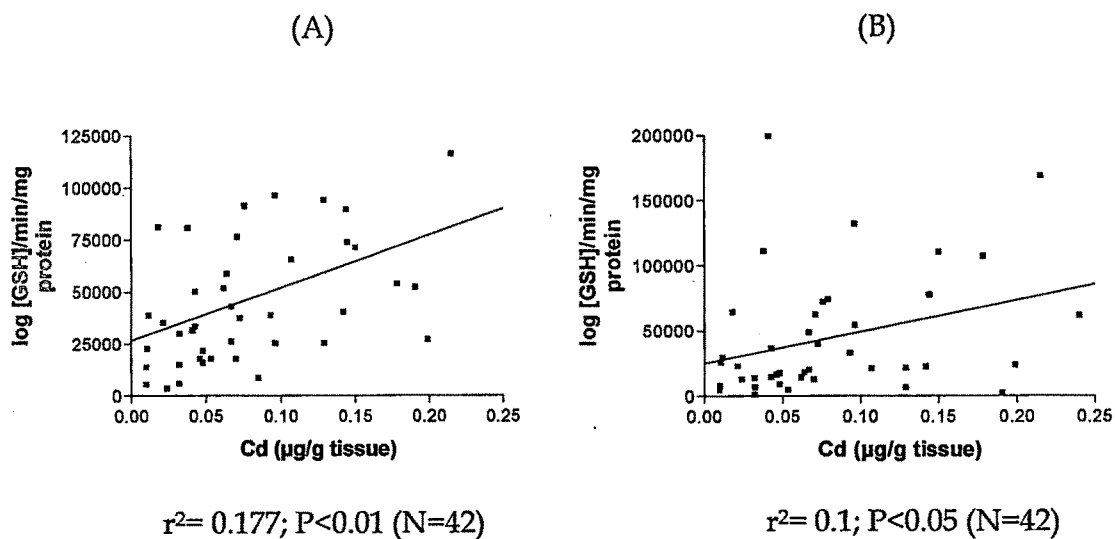 (A)
(B)
125000
100000
75000
50000
25000
0
0.00 0.05 0.10 0.15 0.20 0.25
log [GSH]/min/mg
protein
Cd (µg/g tissue)
200000
150000
100000
50000
0
0.00 0.05 0.10 0.15 0.20 0.25
log [GSH]/min/mg
protein
Cd (µg/g tissue)
r²= 0.177; P<0.01 (N=42)
r²= 0.1; P<0.05 (N=42)